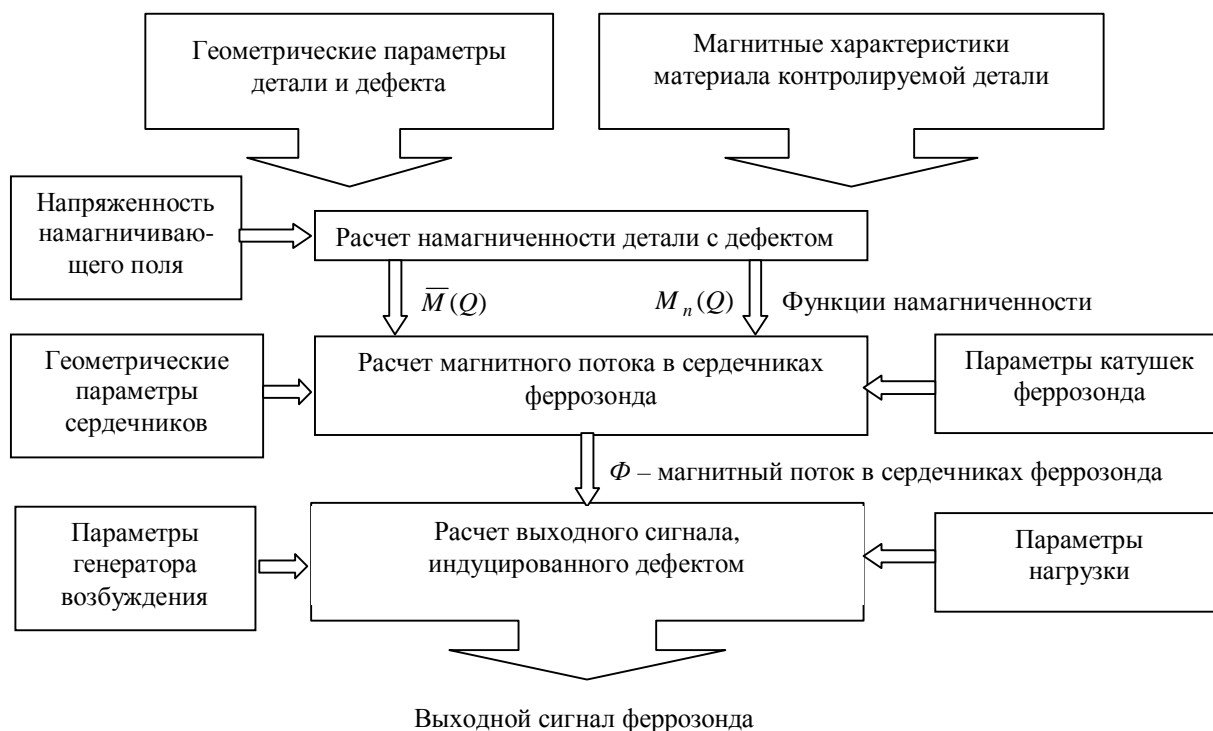 Геометрические параметры
детали и дефекта
Магнитные характеристики
материала контролируемой детали
Напряженность
намагничиваю-
щего поля
Расчет намагниченности детали с дефектом
M̅ (Q)
M n (Q)
Функции намагниченности
Геометрические
параметры
сердечников
Расчет магнитного потока в сердечниках
феррозонда
Параметры катушек
феррозонда
Ф – магнитный поток в сердечниках феррозонда
Параметры
генератора
возбуждения
Расчет выходного сигнала,
индуцированного дефектом
Параметры
нагрузки
Выходной сигнал феррозонда